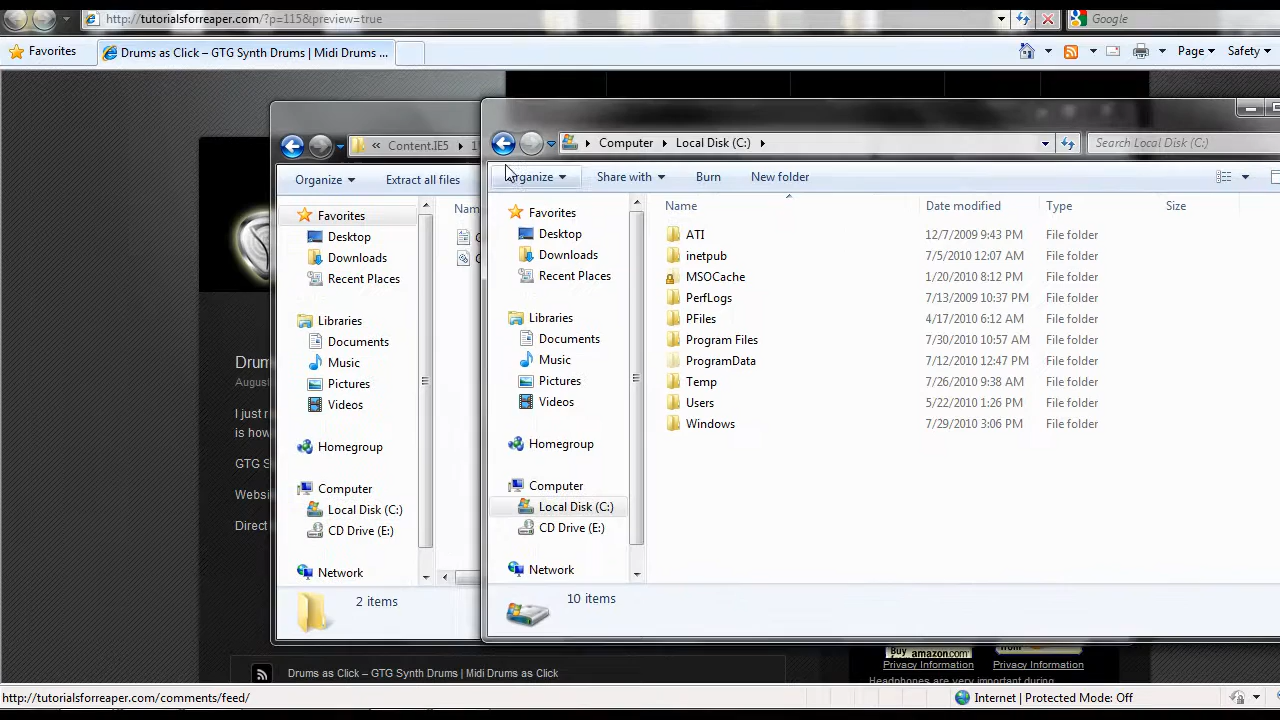 http://tutorialsforreaper.com/?p=115&preview=true
Google
Favorites
Drums as Click – GTG Synth Drums | Midi Drums ...
Page
Safety
« Content.IE5
Computer
Local Disk (C:)
Search Local Disk (C:)
Organize
Extract all files
Organize
Share with
Burn
New folder
Favorites
Desktop
Downloads
Recent Places
Libraries
Documents
Music
Pictures
Videos
Homegroup
Computer
Local Disk (C:)
CD Drive (E:)
Network
2 items
Favorites
Desktop
Downloads
Recent Places
Libraries
Documents
Music
Pictures
Videos
Homegroup
Computer
Local Disk (C:)
CD Drive (E:)
Network
10 items
Name Date modified Type Size
ATI 12/7/2009 9:43 PM File folder
inetpub 7/5/2010 12:07 AM File folder
MSOCache 1/20/2010 8:12 PM File folder
PerfLogs 7/13/2009 10:37 PM File folder
PFiles 4/17/2010 6:12 AM File folder
Program Files 7/30/2010 10:57 AM File folder
ProgramData 7/12/2010 12:47 PM File folder
Temp 7/26/2010 9:38 AM File folder
Users 5/22/2010 1:26 PM File folder
Windows 7/29/2010 3:06 PM File folder
I just
is how
GTG S
Drums as Click – GTG Synth Drums | Midi Drums as Click
Buy amazon.com
Privacy Information
Privacy Information
Headphones are very important during
http://tutorialsforreaper.com/comments/feed/
Internet | Protected Mode: Off